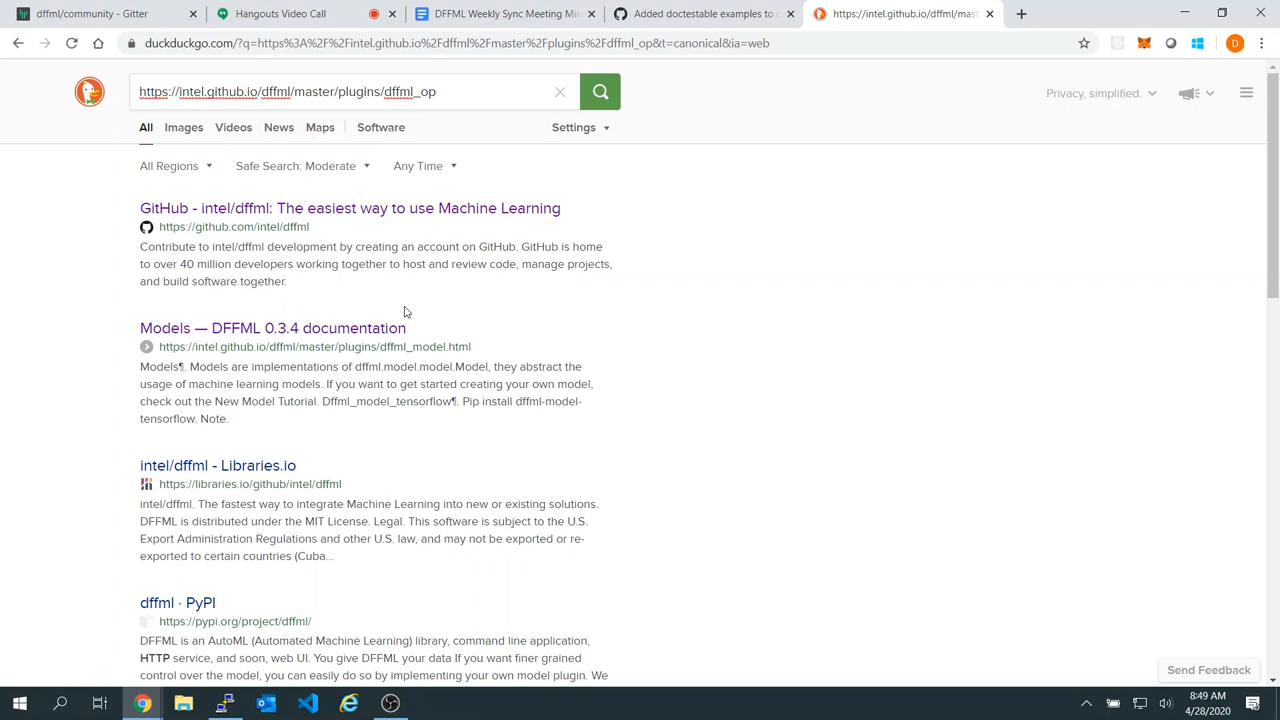 dffml/community - Gitter
Hangouts Video Call
DFFML Weekly Sync Meeting Min
Added doctestable examples to c
https://intel.github.io/dffml/mast
duckduckgo.com/?q=https%3A%2F%2Fintel.github.io%2Fdffml%2Fmaster%2Fplugins%2Fdffml_op&t=canonical&ia=web
D
https://intel.github.io/dffml/master/plugins/dffml_op
Privacy, simplified.
All Images Videos News Maps Software Settings
All Regions Safe Search: Moderate Any Time
GitHub - intel/dffml: The easiest way to use Machine Learning
https://github.com/intel/dffml
Contribute to intel/dffml development by creating an account on GitHub. GitHub is home
to over 40 million developers working together to host and review code, manage projects,
and build software together.
Models — DFFML 0.3.4 documentation
https://intel.github.io/dffml/master/plugins/dffml_model.html
Models¶. Models are implementations of dffml.model.model.Model, they abstract the
usage of machine learning models. If you want to get started creating your own model,
check out the New Model Tutorial. Dffml_model_tensorflow¶. Pip install dffml-model-
tensorflow. Note.
intel/dffml - Libraries.io
https://libraries.io/github/intel/dffml
intel/dffml. The fastest way to integrate Machine Learning into new or existing solutions.
DFFML is distributed under the MIT License. Legal. This software is subject to the U.S.
Export Administration Regulations and other U.S. law, and may not be exported or re-
exported to certain countries (Cuba...
dffml · PyPI
https://pypi.org/project/dffml/
DFFML is an AutoML (Automated Machine Learning) library, command line application,
HTTP service, and soon, web UI. You give DFFML your data If you want finer grained
control over the model, you can easily do so by implementing your own model plugin. We
Send Feedback
8:49 AM
4/28/2020